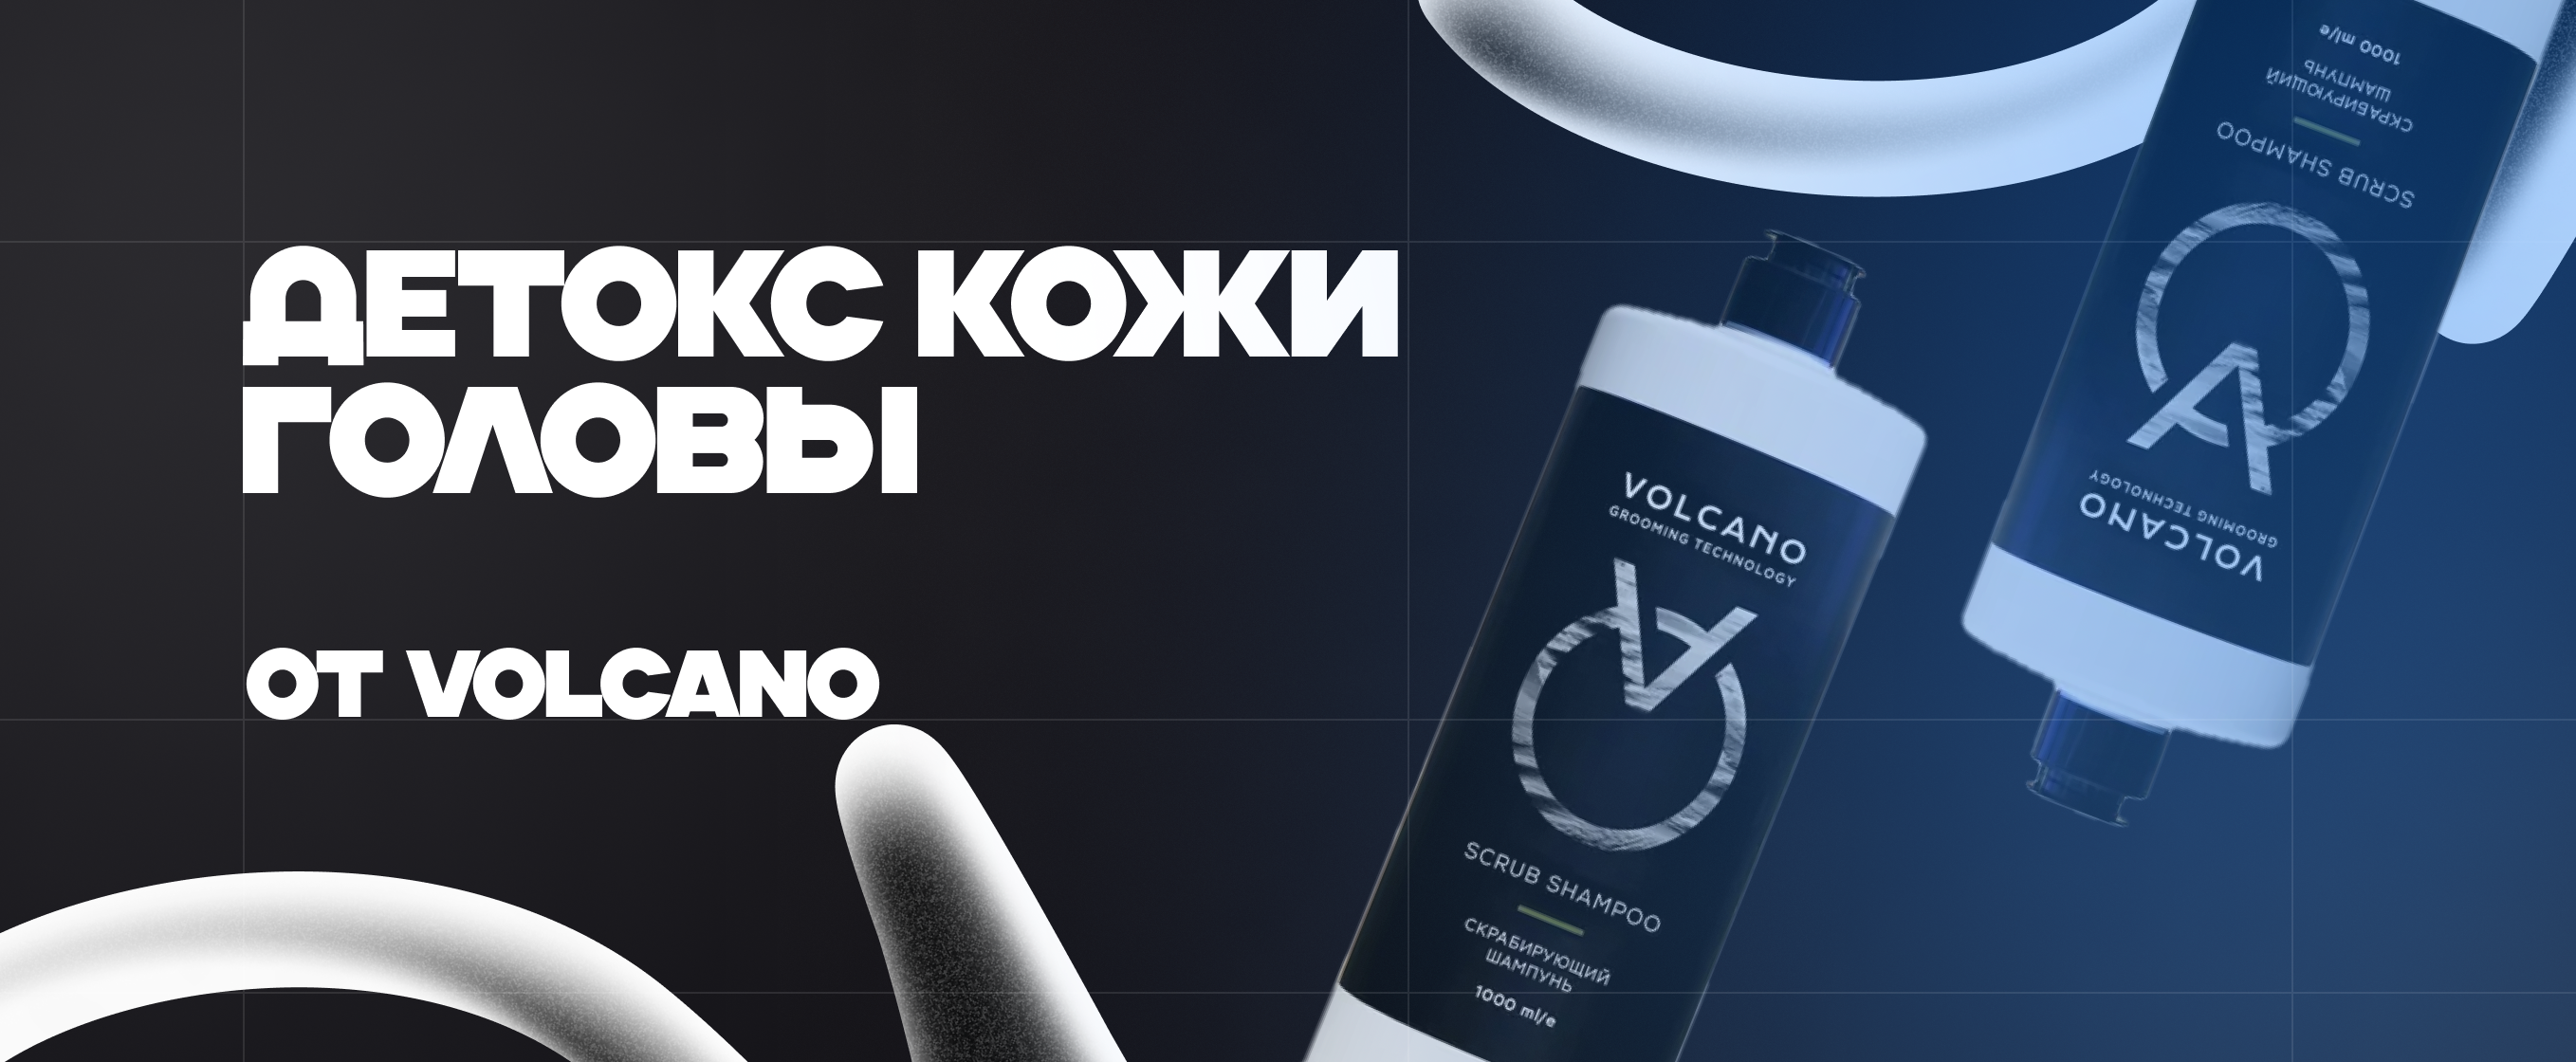 ДЕТОКС КОЖИ
ГОЛОВЫ
ОТ VOLCANO
VOLCANO
GROOMING TECHNOLOGY
SCRUB SHAMPOO
СКРАБИРУЮЩИЙ
ШАМПУНЬ
1000 ml/e
VOLCANO
GROOMING TECHNOLOGY
SCRUB SHAMPOO
СКРАБИРУЮЩИЙ
ШАМПУНЬ
1000 ml/e